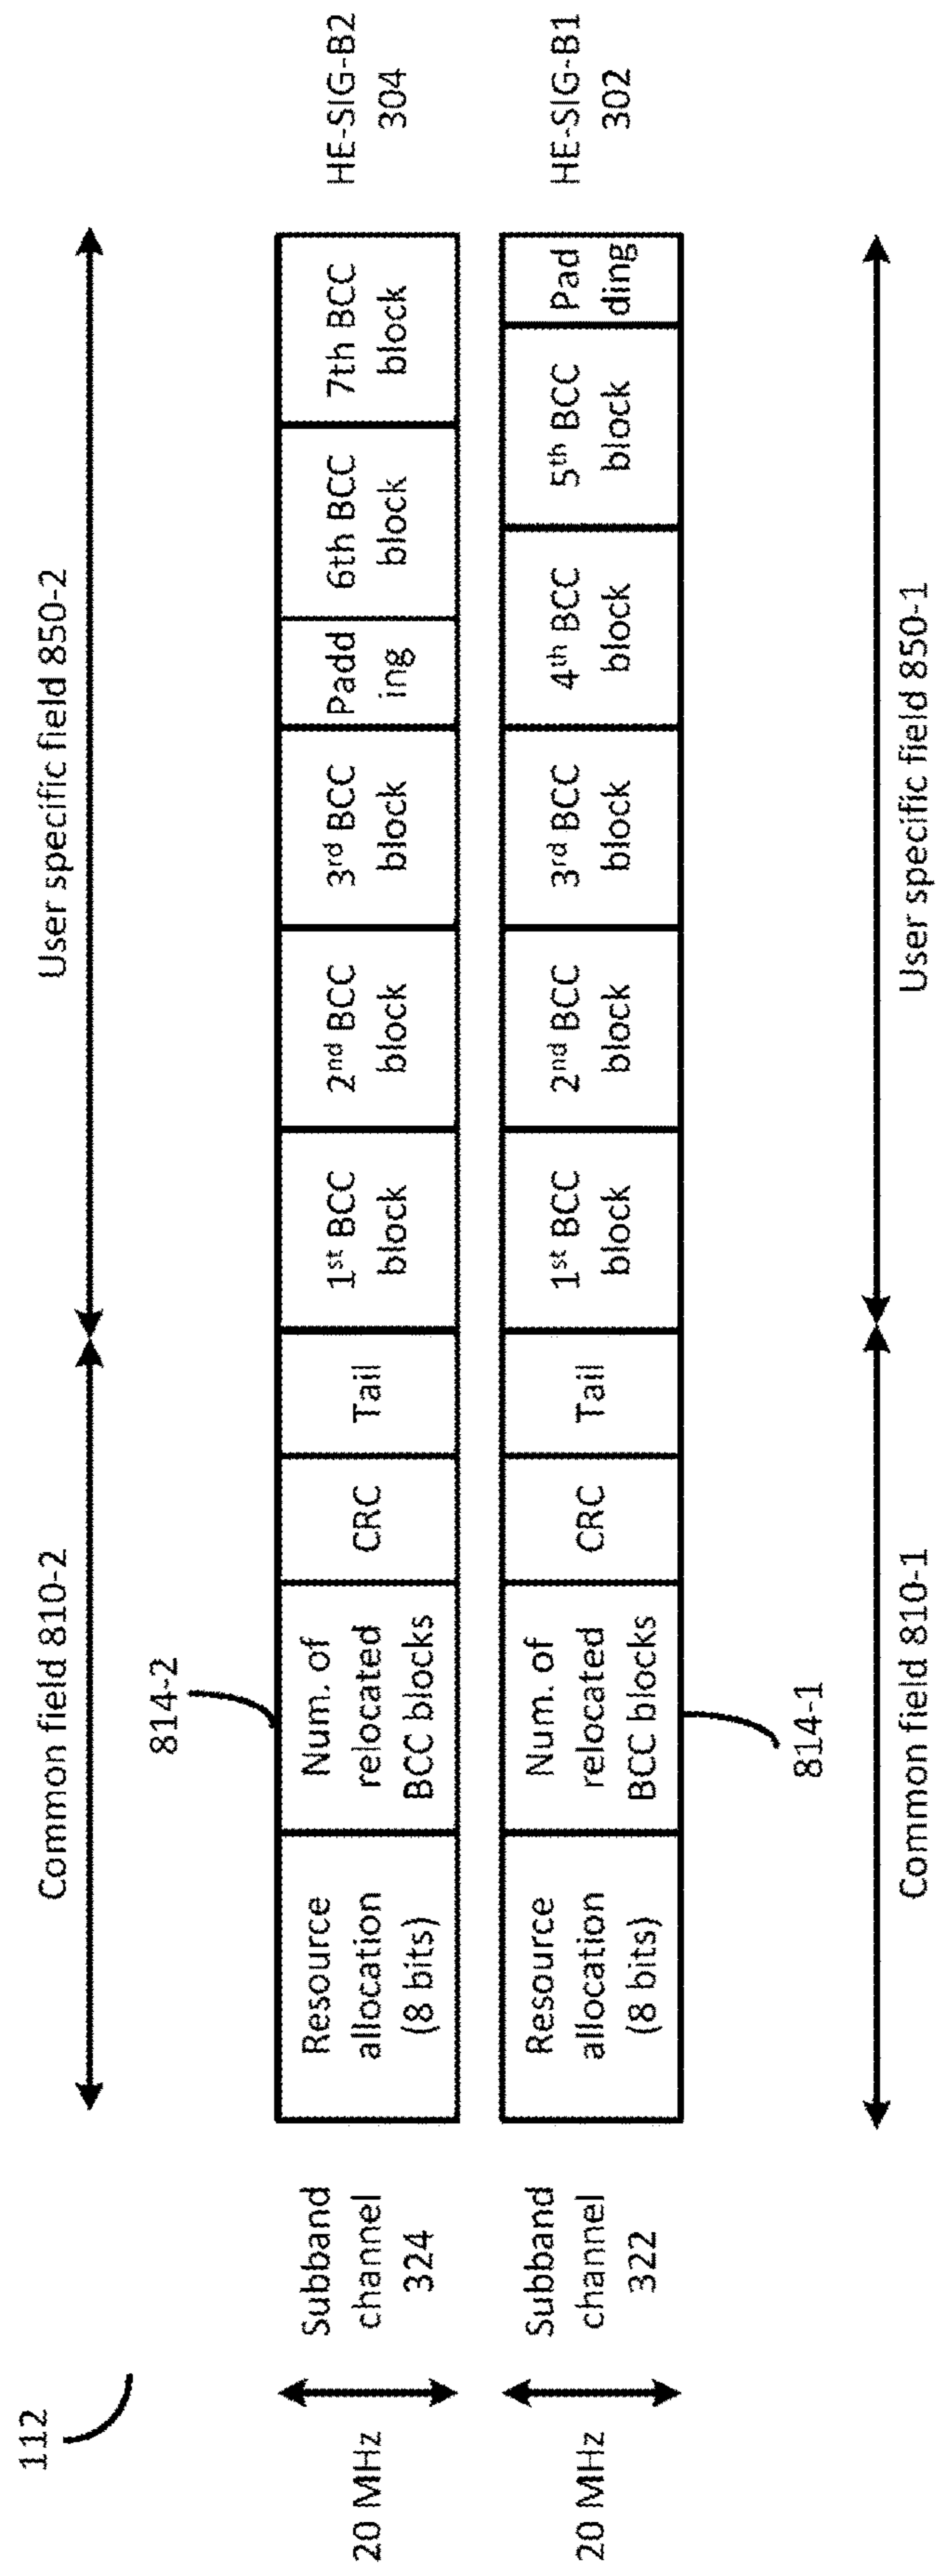 112
Common field 810-2
User specific field 850-2
814-2
20 MHz
Subband
channel
324
Resource
allocation
(8 bits)
Num. of
relocated
BCC blocks
CRC
Tail
1st BCC
block
2nd BCC
block
3rd BCC
block
Padd
ing
6th BCC
block
7th BCC
block
HE-SIG-B2
304
20 MHz
Subband
channel
322
Resource
allocation
(8 bits)
Num. of
relocated
BCC blocks
CRC
Tail
1st BCC
block
2nd BCC
block
3rd BCC
block
4th BCC
block
5th BCC
block
Pad
ding
HE-SIG-B1
302
814-1
Common field 810-1
User specific field 850-1